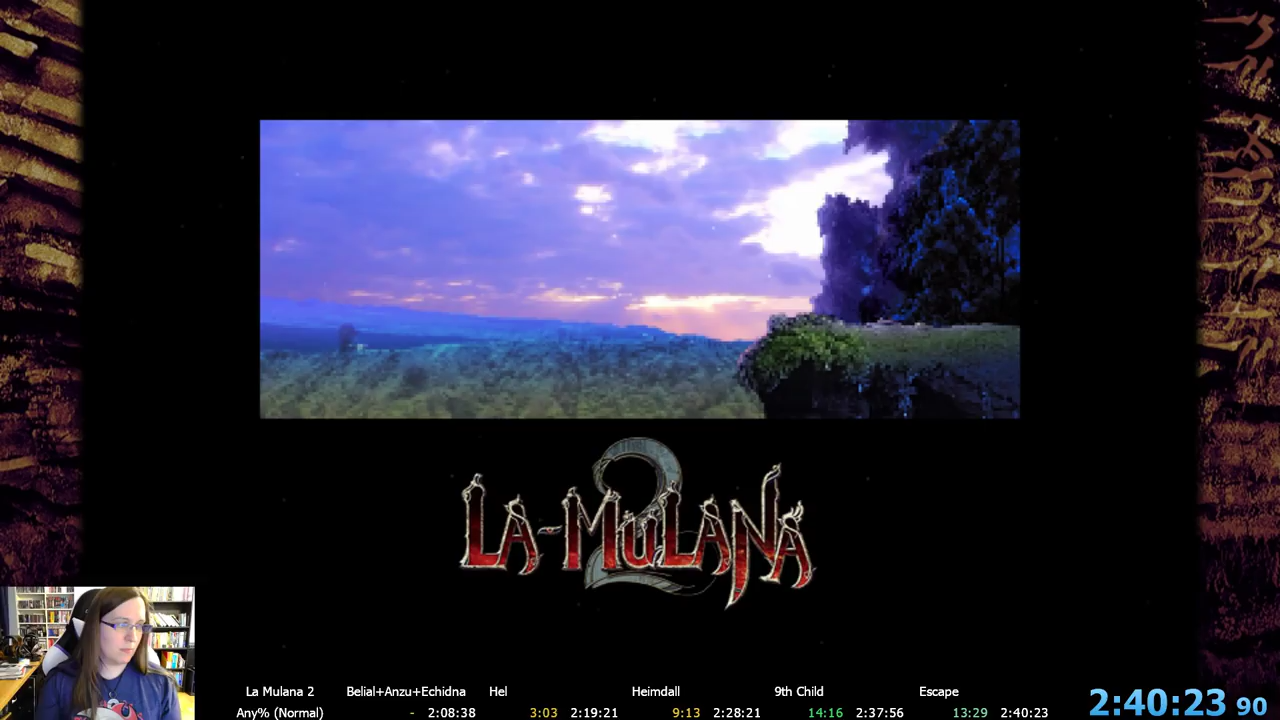 LA-MULANA
2
La Mulana 2 Belial+Anzu+Echidna Hel Heimdall 9th Child Escape
Any% (Normal) - 2:08:38 3:03 2:19:21 9:13 2:28:21 14:16 2:37:56 13:29 2:40:23
2:40:23 90